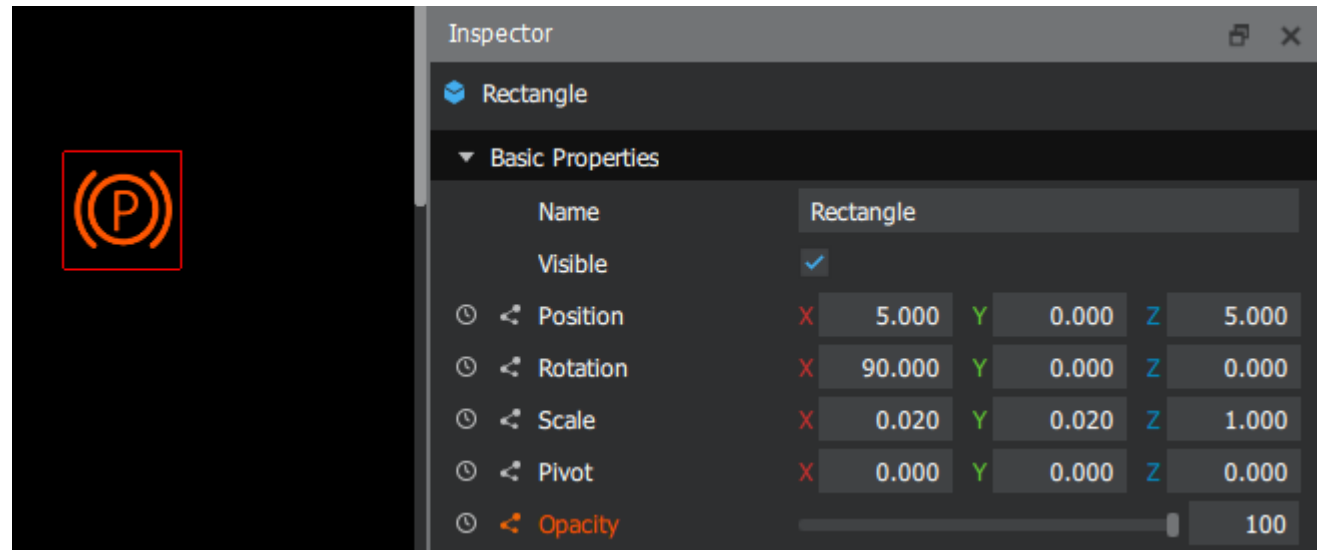 Inspector
Rectangle
Basic Properties
P
Name Rectangle
Visible
Position X 5.000 Y 0.000 Z 5.000
Rotation X 90.000 Y 0.000 Z 0.000
Scale X 0.020 Y 0.020 Z 1.000
Pivot X 0.000 Y 0.000 Z 0.000
Opacity 100